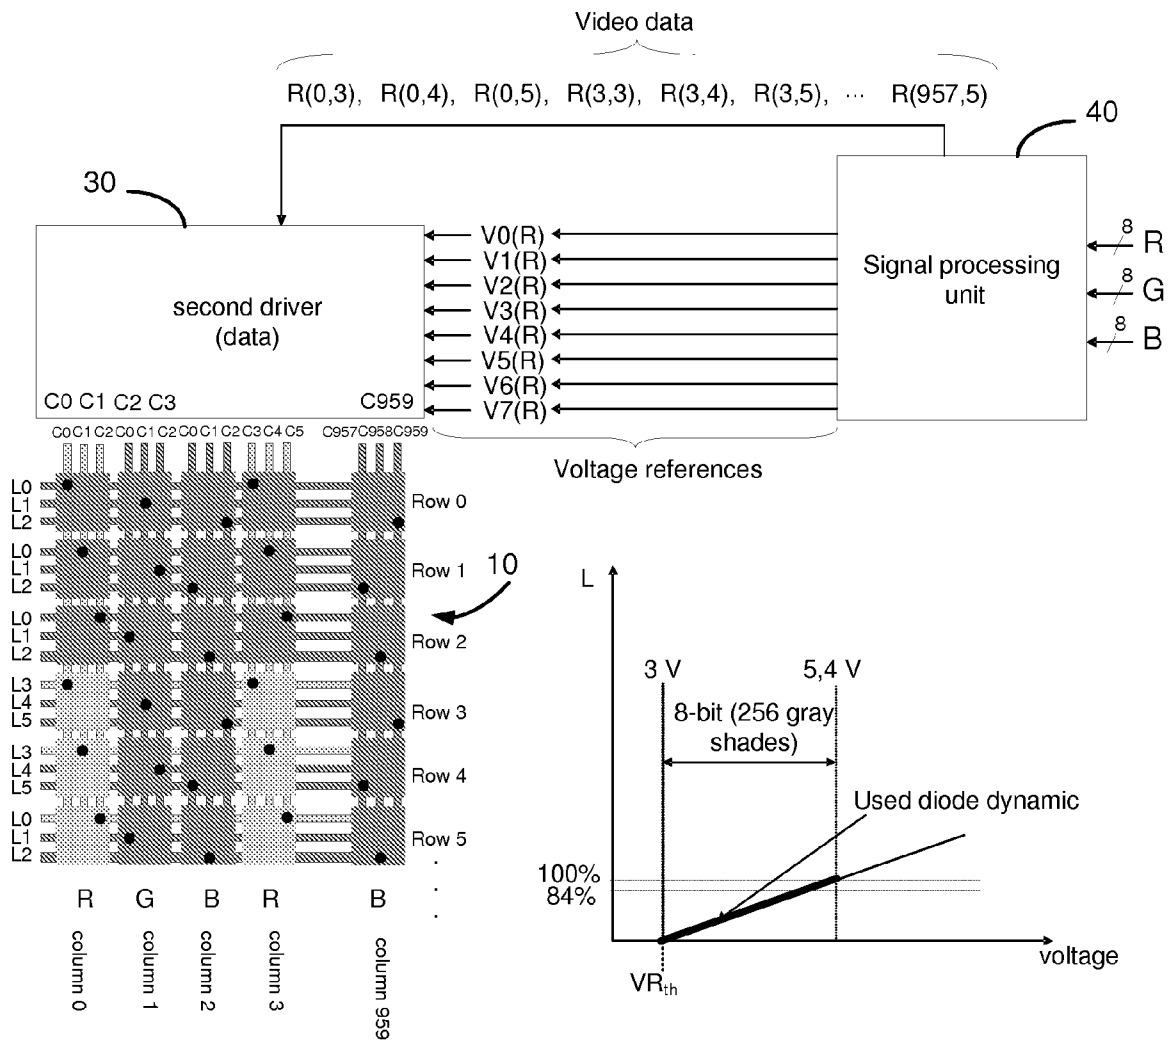 Video data
R(0,3), R(0,4), R(0,5), R(3,3), R(3,4), R(3,5), ... R(957,5)
40
30
V0(R)
V1(R)
V2(R)
V3(R)
V4(R)
V5(R)
V6(R)
V7(R)
Signal processing
unit
8 R
8 G
8 B
second driver
(data)
C0 C1 C2 C3 C959
Voltage references
C0 C1 C2 C0 C1 C2 C0 C1 C2 C3 C4 C5 C957 C958 C959
L0
L1
L2
Row 0
L0
L1
L2
Row 1
L0
L1
L2
Row 2
L3
L4
L5
Row 3
L3
L4
L5
Row 4
L0
L1
L2
Row 5
10
R G B R B
column 0
column 1
column 2
column 3
column 959
L
3 V 5,4 V
8-bit (256 gray
shades)
Used diode dynamic
100%
84%
voltage
VRth